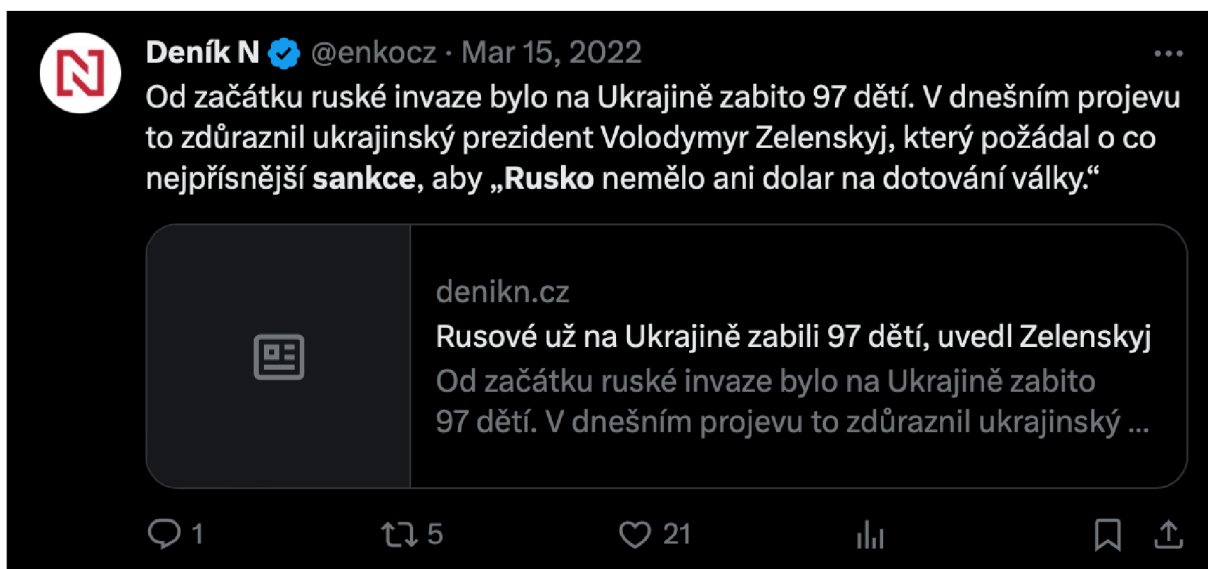 Deník N @enkocz · Mar 15, 2022
Od začátku ruské invaze bylo na Ukrajině zabito 97 dětí. V dnešním projevu
to zdůraznil ukrajinský prezident Volodymyr Zelenskyj, který požádal o co
nejpřísnější sankce, aby „Rusko nemělo ani dolar na dotování války.“
denikn.cz
Rusové už na Ukrajině zabili 97 dětí, uvedl Zelenskyj
Od začátku ruské invaze bylo na Ukrajině zabito
97 dětí. V dnešním projevu to zdůraznil ukrajinský ...
1 5 21